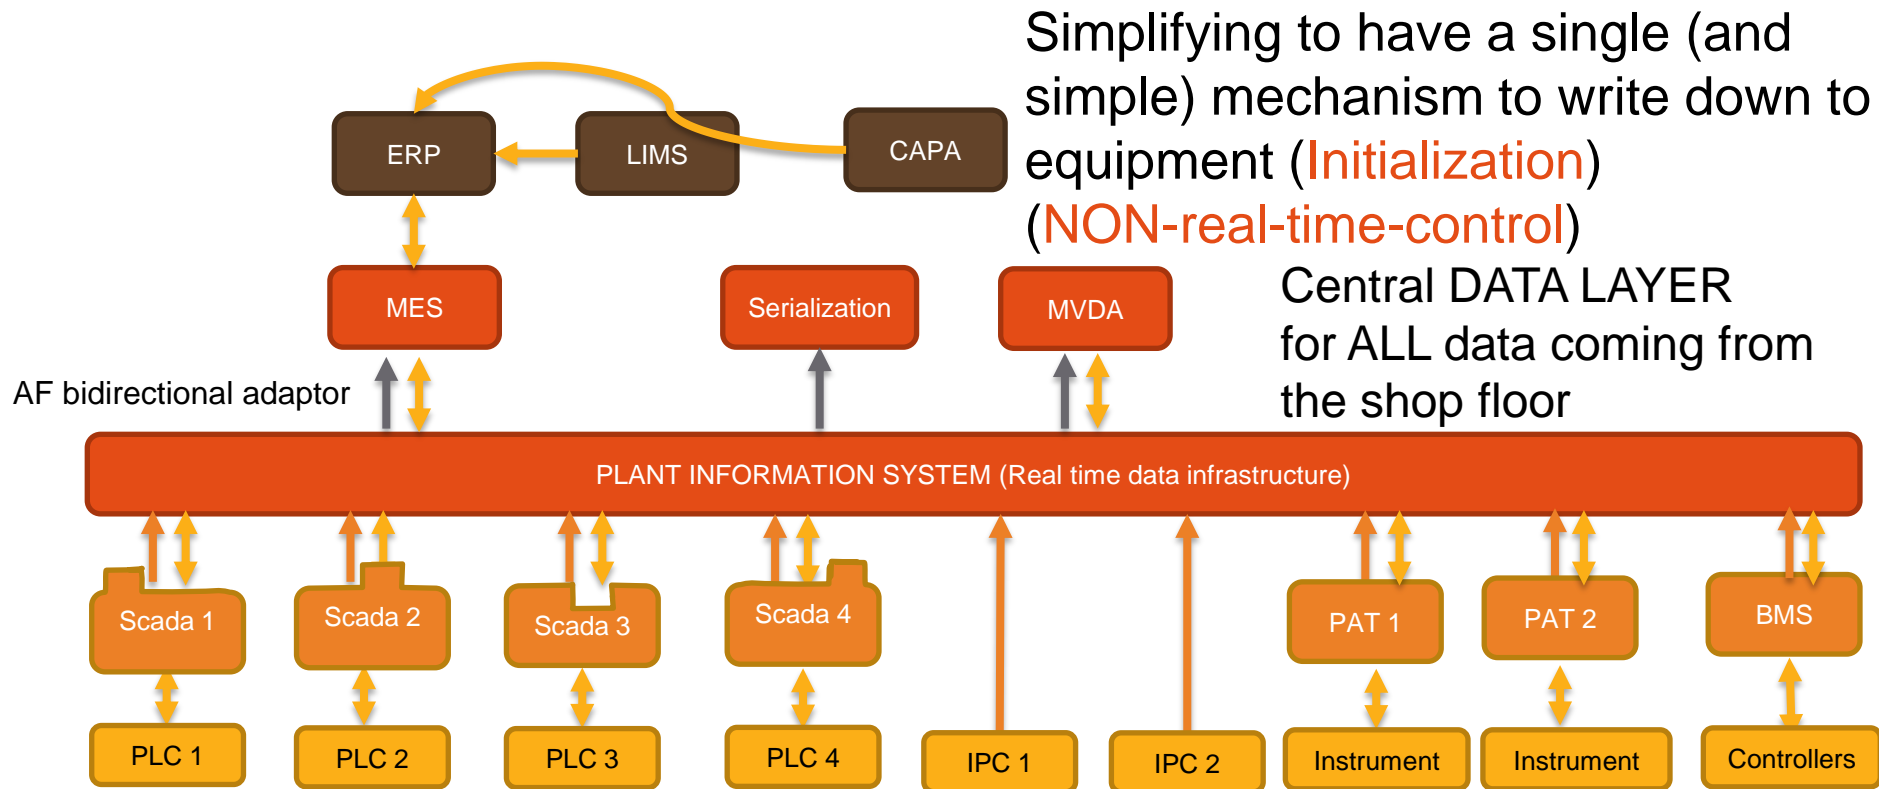 Simplifying to have a single (and
simple) mechanism to write down to
equipment (Initialization)
(NON-real-time-control)
ERP
LIMS
CAPA
Central DATA LAYER
for ALL data coming from
the shop floor
MES
Serialization
MVDA
AF bidirectional adaptor
PLANT INFORMATION SYSTEM (Real time data infrastructure)
Scada 1
Scada 2
Scada 3
Scada 4
PAT 1
PAT 2
BMS
PLC 1
PLC 2
PLC 3
PLC 4
IPC 1
IPC 2
Instrument
Instrument
Controllers